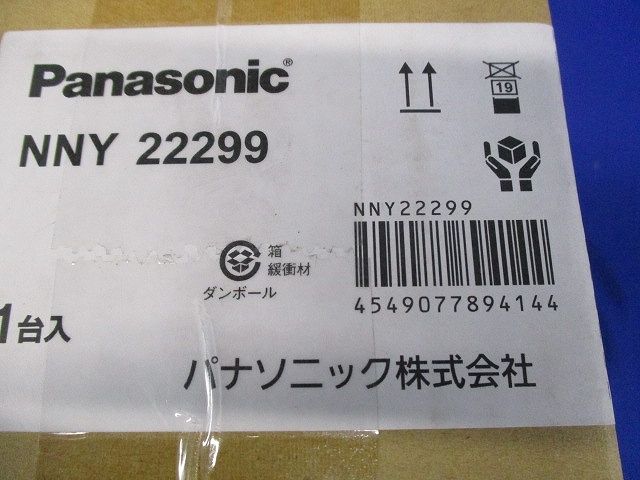 Panasonic®
NNY 22299
19
NNY22299
箱
緩衝材
ダンボール
4549077894144
1台入
パナソニック株式会社